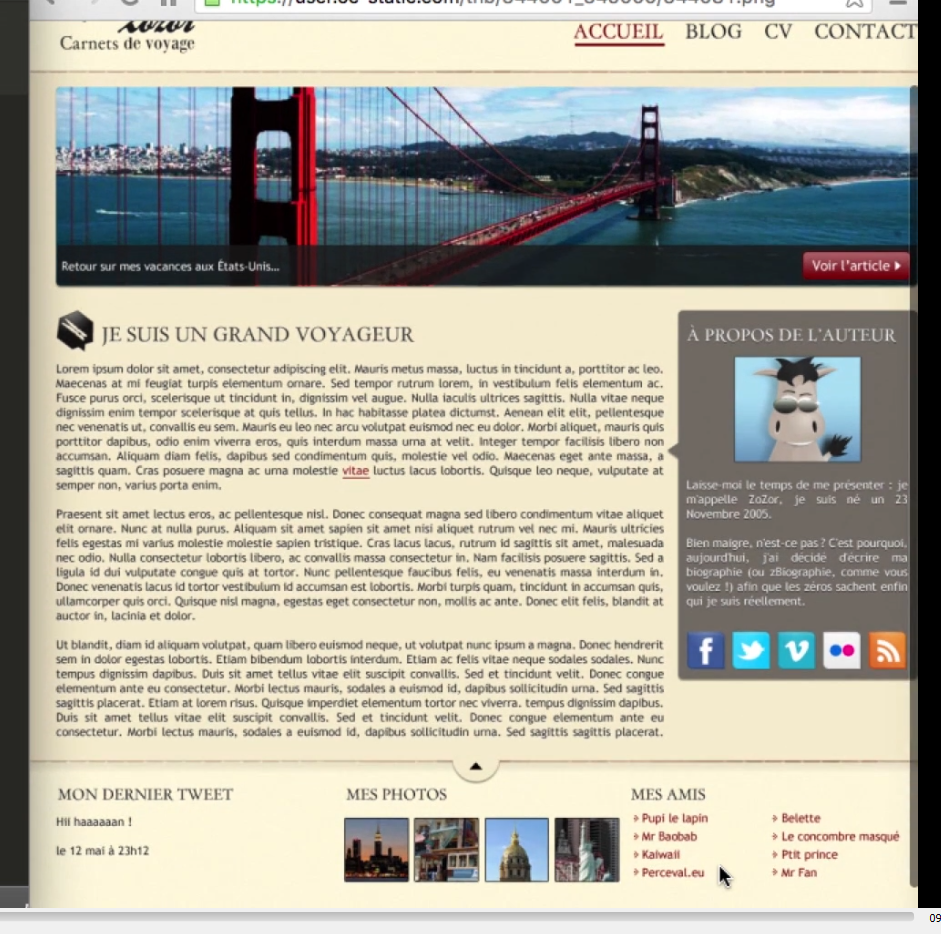 Carnets de voyage
ACCUEIL BLOG CV CONTACT
Retour sur mes vacances aux États-Unis...
Voir l'article
JE SUIS UN GRAND VOYAGEUR
Lorem ipsum dolor sit amet, consectetur adipiscing elit. Mauris metus massa, luctus in tincidunt a, porttitor ac leo.
Maecenas at mi feugiat turpis elementum ornare. Sed tempor rutrum lorem, in vestibulum felis elementum ac.
Fusce purus orci, scelerisque ut tincidunt in, dignissim vel augue. Nulla iaculis ultrices sagittis. Nulla vitae neque
dignissim enim tempor scelerisque at quis tellus. In hac habitasse platea dictumst. Aenean elit elit, pellentesque
nec venenatis ut, convallis eu sem. Mauris eu leo nec arcu volutpat euismod nec eu dolor. Morbi aliquet, mauris quis
porttitor dapibus, odio enim viverra eros, quis interdum massa urna at velit. Integer tempor facilisis libero non
accumsan. Aliquam diam felis, dapibus sed condimentum quis, molestie vel odio. Maecenas eget ante massa, a
sagittis quam. Cras posuere magna ac urna molestie vitae luctus lacus lobortis. Quisque leo neque, vulputate at
semper non, varius porta enim.
Praesent sit amet lectus eros, ac pellentesque nisl. Donec consequat magna sed libero condimentum vitae aliquet
elit ornare. Nunc at nulla purus. Aliquam sit amet sapien sit amet nisi aliquet rutrum vel nec mi. Mauris ultricies
felis egestas mi varius molestie molestie sapien tristique. Cras lacus lacus, rutrum id sagittis sit amet, malesuada
nec odio. Nulla consectetur lobortis libero, ac convallis massa consectetur in. Nam facilisis posuere sagittis. Sed a
ligula id dui vulputate congue quis at tortor. Nunc pellentesque faucibus felis, eu venenatis massa interdum in.
Donec venenatis lacus id tortor vestibulum id accumsan est lobortis. Morbi turpis quam, tincidunt in accumsan quis,
ullamcorper quis orci. Quisque nisl magna, egestas eget consectetur non, mollis ac ante. Donec elit felis, blandit at
auctor in, lacinia et dolor.
Ut blandit, diam id aliquam volutpat, quam libero euismod neque, ut volutpat nunc ipsum a magna. Donec hendrerit
sem in dolor egestas lobortis. Etiam bibendum lobortis interdum. Etiam ac felis vitae neque sodales sodales. Nunc
tempus dignissim dapibus. Duis sit amet tellus vitae elit suscipit convallis. Sed et tincidunt velit. Donec congue
elementum ante eu consectetur. Morbi lectus mauris, sodales a euismod id, dapibus sollicitudin urna. Sed sagittis
sagittis placerat. Etiam at lorem risus. Quisque imperdiet elementum tortor nec viverra. tempus dignissim dapibus.
Duis sit amet tellus vitae elit suscipit convallis. Sed et tincidunt velit. Donec congue elementum ante eu
consectetur. Morbi lectus mauris, sodales a euismod id, dapibus sollicitudin urna. Sed sagittis sagittis placerat.
À PROPOS DE L'AUTEUR
Laisse-moi le temps de me présenter : je
m'appelle ZoZor, je suis né un 23
Novembre 2005.
Bien maigre, n'est-ce pas ? C'est pourquoi,
aujourd'hui, j'ai décidé d'écrire ma
biographie (ou zBiographie, comme vous
voulez !) afin que les zéros sachent enfin
qui je suis réellement.
MON DERNIER TWEET
Hii haaaaaan !
le 12 mai à 23h12
MES PHOTOS
MES AMIS
Pupi le lapin
Mr Baobab
Kaiwaii
Perceval.eu
Belette
Le concombre masqué
Ptit prince
Mr Fan
09